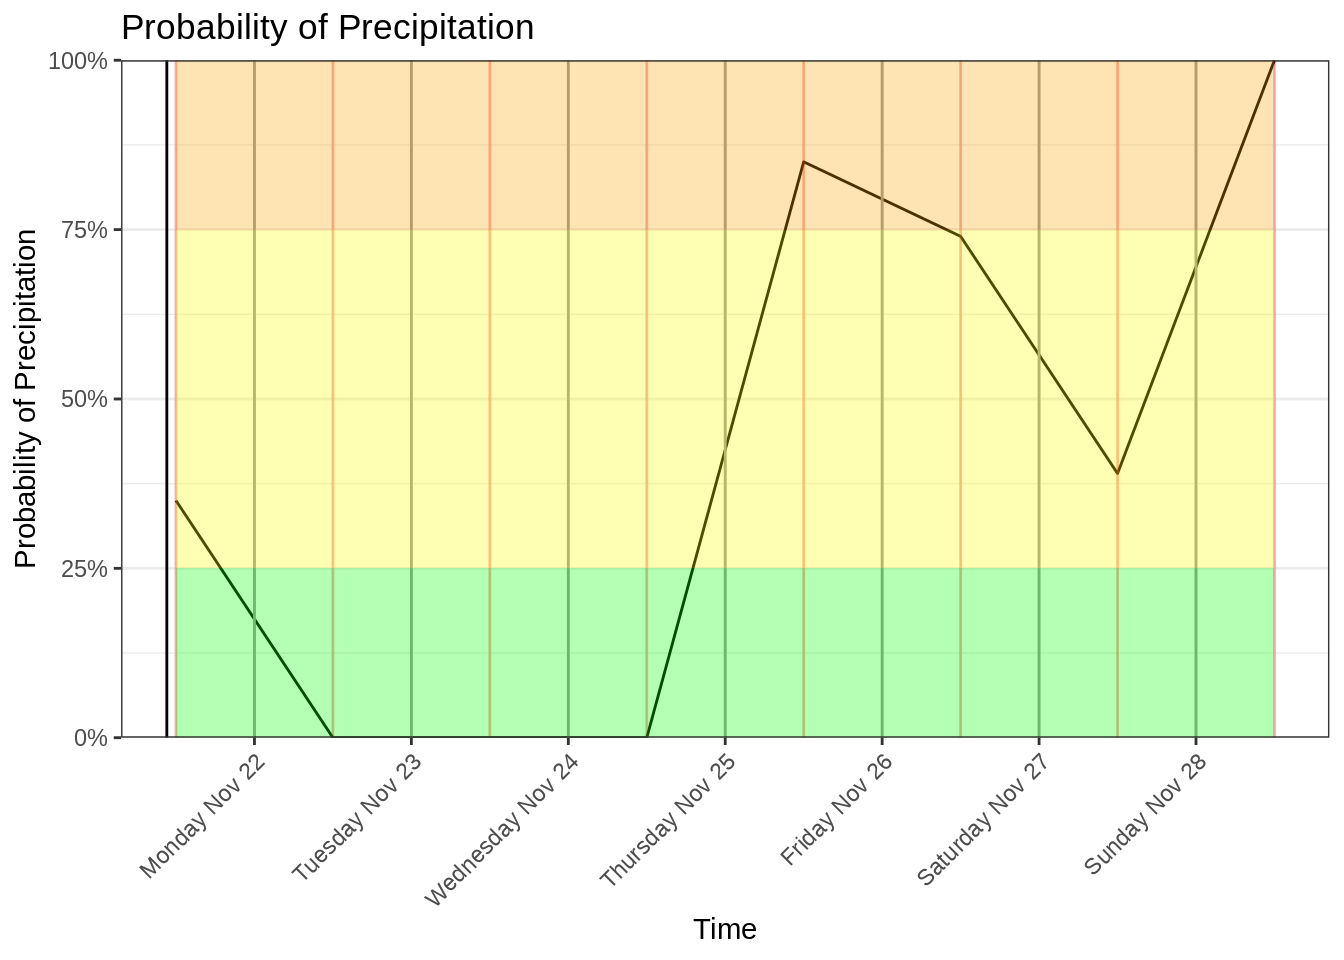 Probability of Precipitation
Probability of Precipitation
100%
75%
50%
25%
0%
Monday Nov 22
Tuesday Nov 23
Wednesday Nov 24
Thursday Nov 25
Friday Nov 26
Saturday Nov 27
Sunday Nov 28
Time